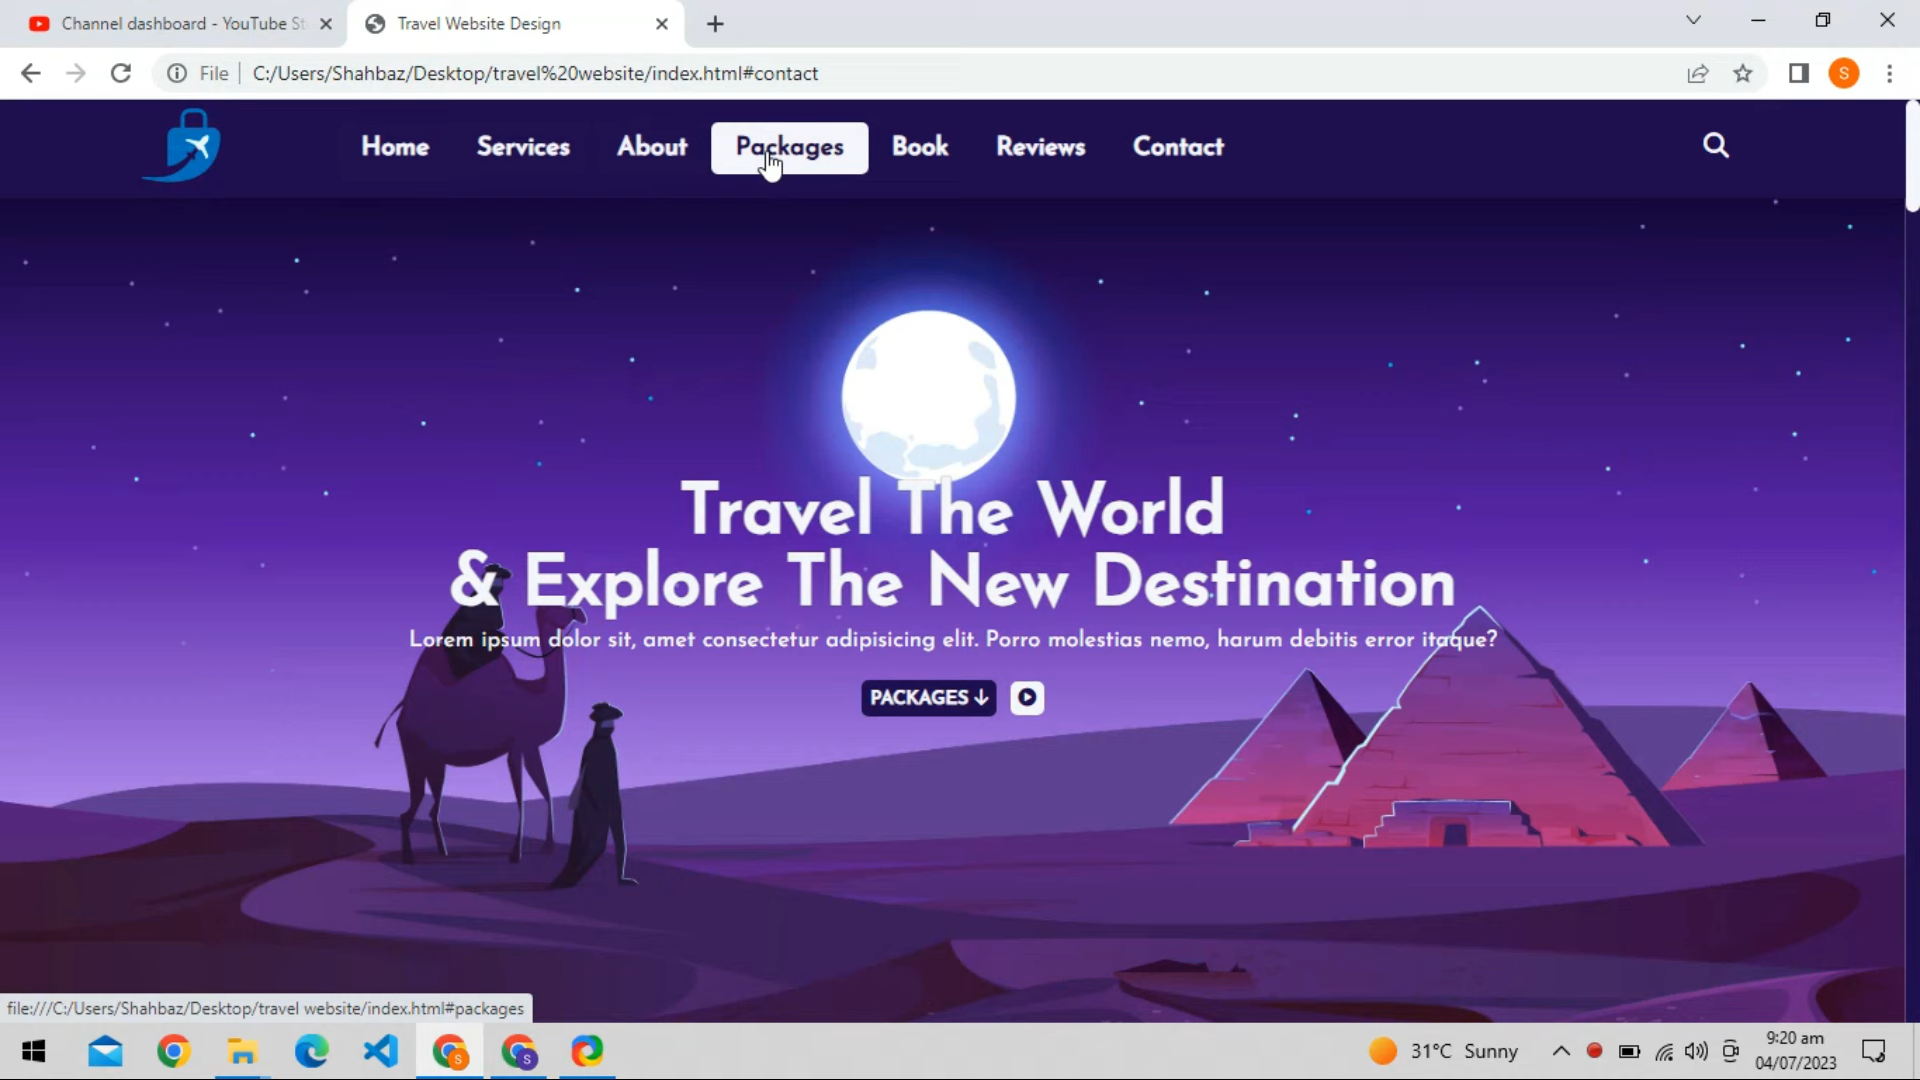 Channel dashboard - YouTube St
Travel Website Design
File
C:/Users/Shahbaz/Desktop/travel%20website/index.html#contact
S
Home
Services
About
Packages
Book
Reviews
Contact
Travel The World
& Explore The New Destination
Lorem ipsum dolor sit, amet consectetur adipisicing elit. Porro molestias nemo, harum debitis error itaque?
PACKAGES
file:///C:/Users/Shahbaz/Desktop/travel website/index.html#packages
S
S
31°C Sunny
9:20 am
04/07/2023